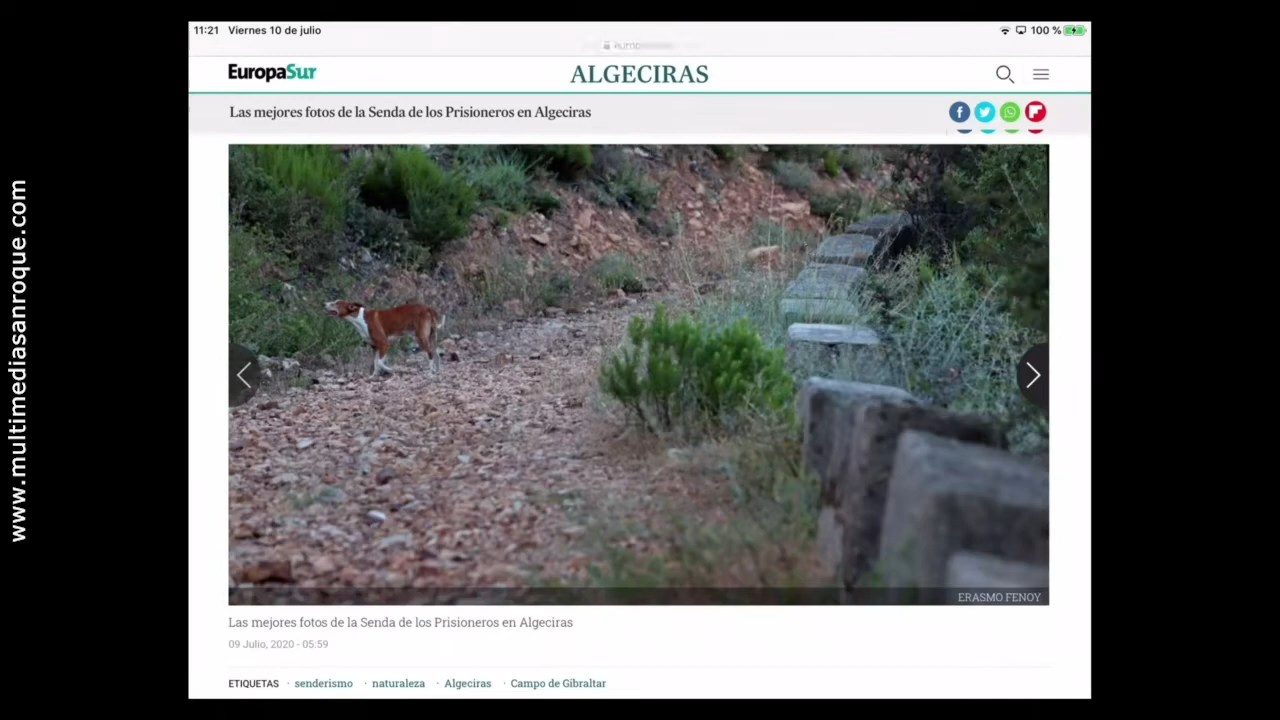 11:21 Viernes 10 de julio
100 %
EuropaSur
ALGECIRAS
Las mejores fotos de la Senda de los Prisioneros en Algeciras
ERASMO FENOY
Las mejores fotos de la Senda de los Prisioneros en Algeciras
09 Julio, 2020 - 05:59
ETIQUETAS · senderismo · naturaleza · Algeciras · Campo de Gibraltar
www.multimediasanroque.com